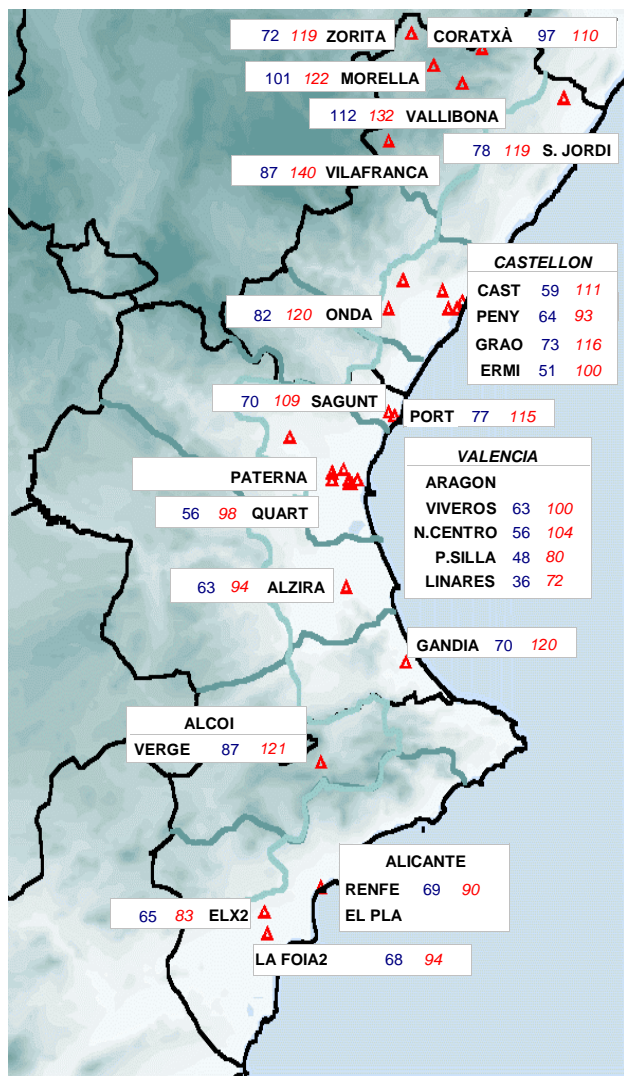 72 119 ZORITA
CORATXÀ 97 110
101 122 MORELLA
112 132 VALLIBONA
78 119 S. JORDI
87 140 VILAFRANCA
CASTELLON
CAST 59 111
PENY 64 93
GRAO 73 116
ERMI 51 100
82 120 ONDA
70 109 SAGUNT
PORT 77 115
PATERNA
56 98 QUART
VALENCIA
ARAGON
VIVEROS 63 100
N.CENTRO 56 104
P.SILLA 48 80
LINARES 36 72
63 94 ALZIRA
GANDIA 70 120
ALCOI
VERGE 87 121
ALICANTE
RENFE 69 90
EL PLA
65 83 ELX2
LA FOIA2 68 94